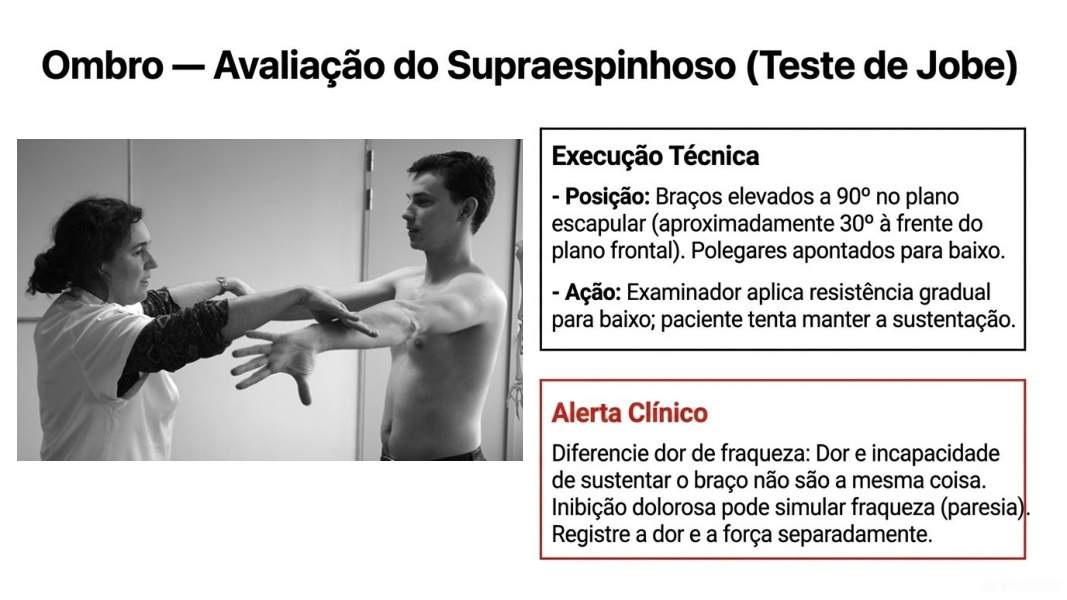 Ombro — Avaliação do Supraespinhoso (Teste de Jobe)
Execução Técnica
- Posição: Braços elevados a 90º no plano
escapular (aproximadamente 30º à frente do
plano frontal). Polegares apontados para baixo.
- Ação: Examinador aplica resistência gradual
para baixo; paciente tenta manter a sustentação.
Alerta Clínico
Diferencie dor de fraqueza: Dor e incapacidade
de sustentar o braço não são a mesma coisa.
Inibição dolorosa pode simular fraqueza (paresia).
Registre a dor e a força separadamente.